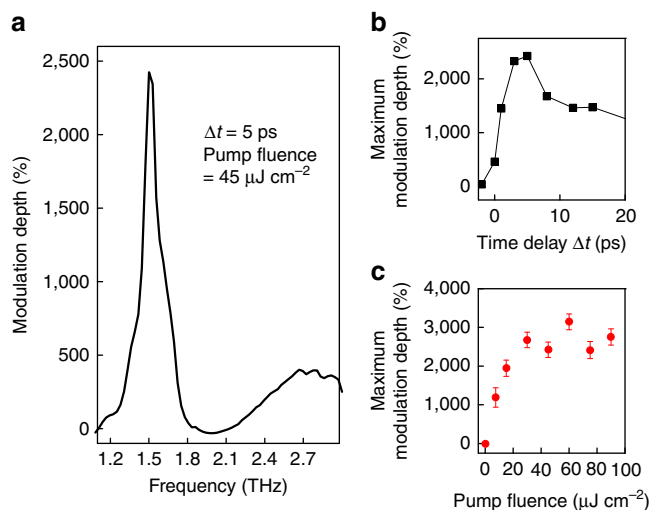 a
2,500
2,000
1,500
1,000
500
0
Modulation depth (%)
Δt = 5 ps
Pump fluence
= 45 μJ cm⁻²
1.2
1.5
1.8
2.1
2.4
2.7
Frequency (THz)
b
2,000
1,000
0
Maximum
modulation depth (%)
0
10
20
Time delay Δt (ps)
c
4,000
3,000
2,000
1,000
0
Maximum
modulation depth (%)
0
20
40
60
80
100
Pump fluence (μJ cm⁻²)